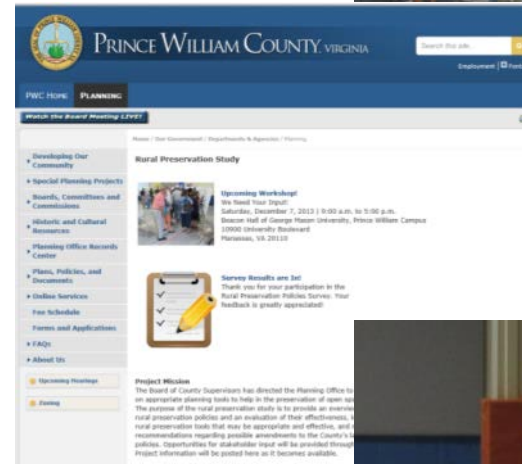 PRINCE WILLIAM COUNTY, VIRGINIA
Search this site...
Employment | Font
PWC HOME PLANNING
Watch the Board Meeting LIVE!
Home / Our Government / Departments & Agencies / Planning
Developing Our
Community
Special Planning Projects
Boards, Committees and
Commissions
Historic and Cultural
Resources
Planning Office Records
Center
Plans, Policies, and
Documents
Online Services
Fee Schedule
Forms and Applications
FAQs
About Us
Upcoming Hearings
Zoning
Rural Preservation Study
Upcoming Workshop!
We Need Your Input!
Saturday, December 7, 2013 | 9:00 a.m. to 5:00 p.m.
Beacon Hall of George Mason University, Prince William Campus
10900 University Boulevard
Manassas, VA 20110
Survey Results are In!
Thank you for your participation in the
Rural Preservation Policies Survey. Your
feedback is greatly appreciated!
Project Mission
The Board of County Supervisors has directed the Planning Office to
on appropriate planning tools to help in the preservation of open sp
The purpose of the rural preservation study is to provide an overview
rural preservation policies and an evaluation of their effectiveness,
rural preservation tools that may be appropriate and effective, and
recommendations regarding possible amendments to the County's
policies. Opportunities for stakeholder input will be provided through
Project information will be posted here as it becomes available.